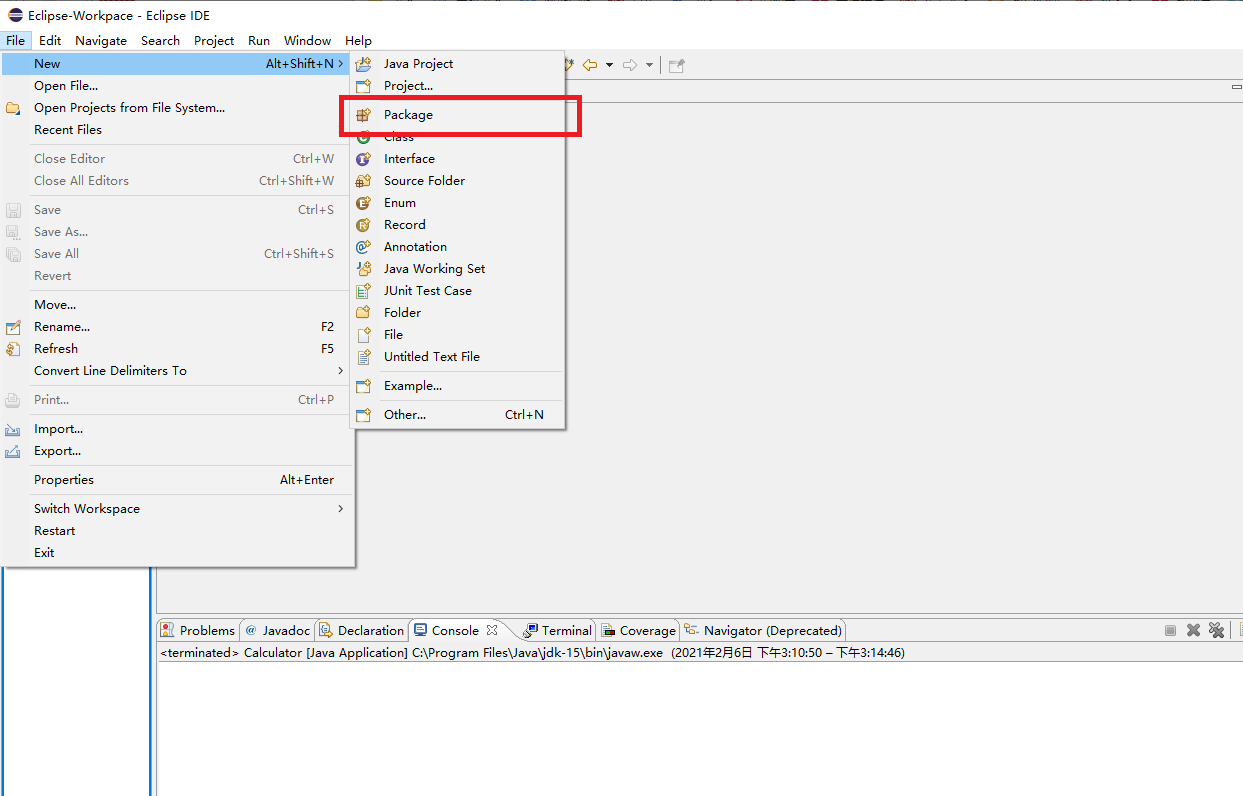 Eclipse-Workpace - Eclipse IDE
File Edit Navigate Search Project Run Window Help
New Alt+Shift+N
Open File...
Open Projects from File System...
Recent Files
Close Editor Ctrl+W
Close All Editors Ctrl+Shift+W
Save Ctrl+S
Save As...
Save All Ctrl+Shift+S
Revert
Move...
Rename... F2
Refresh F5
Convert Line Delimiters To
Print... Ctrl+P
Import...
Export...
Properties Alt+Enter
Switch Workspace
Restart
Exit
Java Project
Project...
Package
Class
Interface
Source Folder
Enum
Record
Annotation
Java Working Set
JUnit Test Case
Folder
File
Untitled Text File
Example...
Other... Ctrl+N
Problems @ Javadoc Declaration Console Terminal Coverage Navigator (Deprecated)
<terminated> Calculator [Java Application] C:\Program Files\Java\jdk-15\bin\javaw.exe (2021年2月6日 下午3:10:50 – 下午3:14:46)